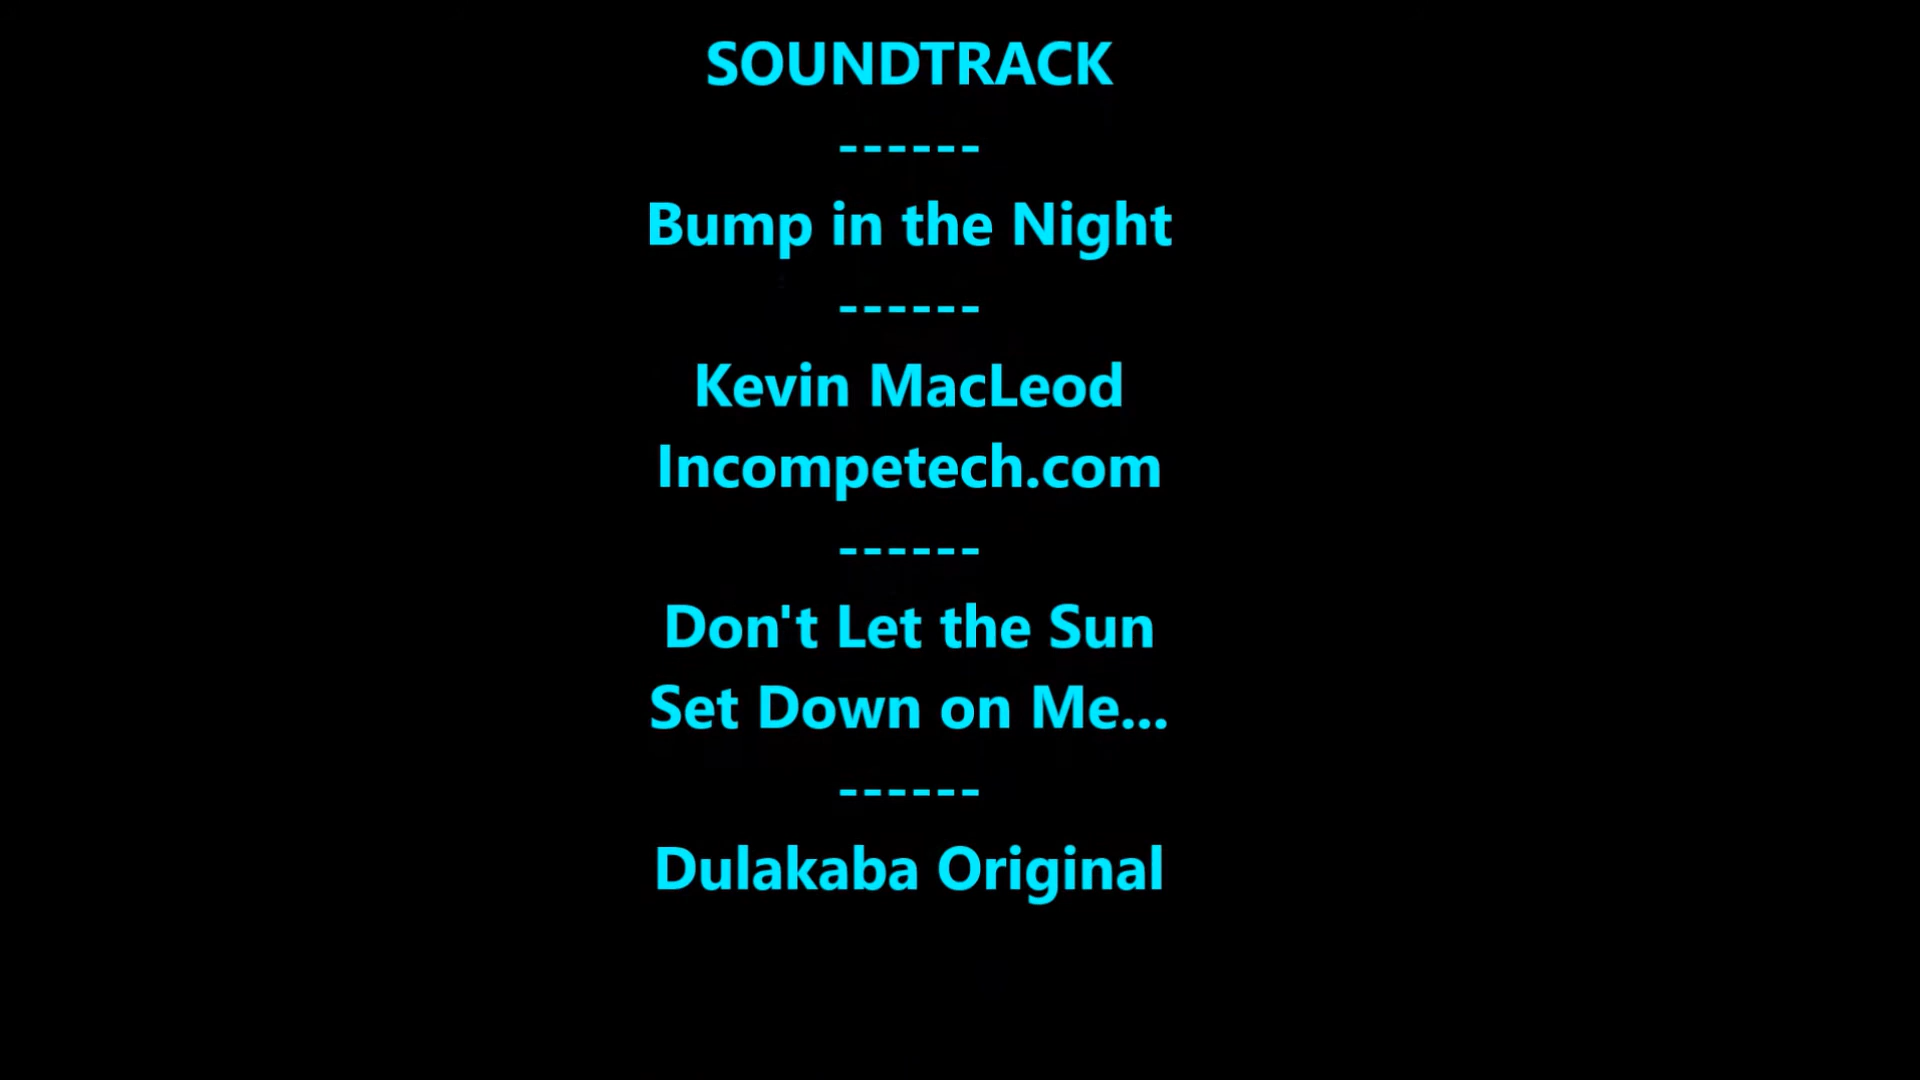 SOUNDTRACK
------
Bump in the Night
------
Kevin MacLeod
Incompetech.com
------
Don't Let the Sun
Set Down on Me...
------
Dulakaba Original